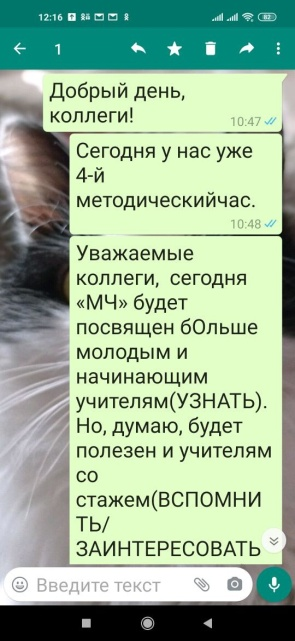 12:16
82
1
Добрый день,
коллеги!
10:47
Сегодня у нас уже
4-й
методическийчас.
10:48
Уважаемые
коллеги,  сегодня
«МЧ» будет
посвящен бОльше
молодым и
начинающим
учителям(УЗНАТЬ).
Но, думаю, будет
полезен и учителям
со
стажем(ВСПОМНИ
ТЬ/
ЗАИНТЕРЕСОВАТЬ
Введите текст